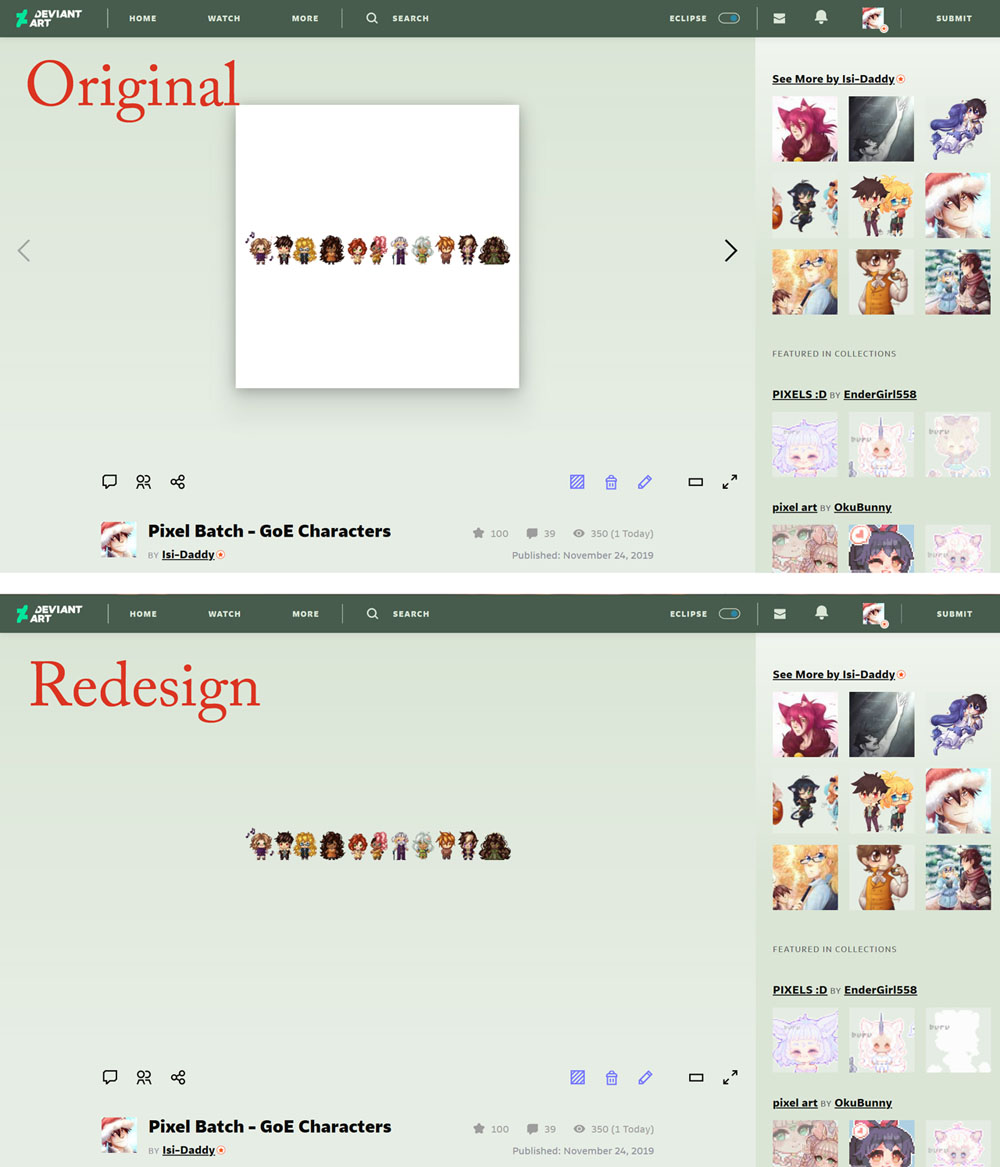 DEVIANT ART HOME WATCH MORE SEARCH ECLIPSE SUBMIT
Original
See More by Isi-Daddy
FEATURED IN COLLECTIONS
PIXELS :D BY EnderGirl558
pixel art BY OkuBunny
Pixel Batch - GoE Characters
100 39 350 (1 Today)
BY Isi-Daddy
Published: November 24, 2019
DEVIANT ART HOME WATCH MORE SEARCH ECLIPSE SUBMIT
Redesign
See More by Isi-Daddy
FEATURED IN COLLECTIONS
PIXELS :D BY EnderGirl558
pixel art BY OkuBunny
Pixel Batch - GoE Characters
100 39 350 (1 Today)
BY Isi-Daddy
Published: November 24, 2019